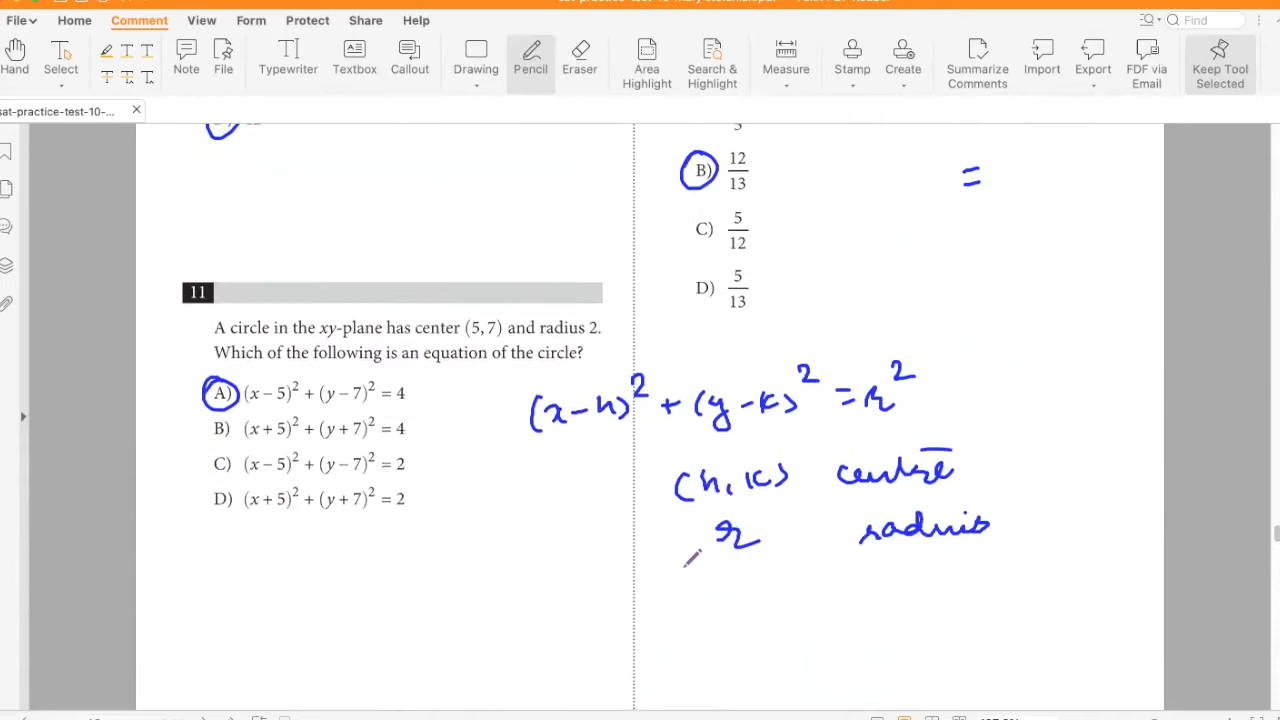 File Home Comment View Form Protect Share Help Find
Hand Select Note File Typewriter Textbox Callout Drawing Pencil Eraser Area Highlight Search & Highlight Measure Stamp Create Summarize Comments Import Export PDF via Email Keep Tool Selected
sat-practice-test-10-... ×
5
B) 12/13
=
C) 5/12
D) 5/13
11
A circle in the xy-plane has center (5, 7) and radius 2.
Which of the following is an equation of the circle?
A) (x − 5)² + (y − 7)² = 4
B) (x + 5)² + (y + 7)² = 4
C) (x − 5)² + (y − 7)² = 2
D) (x + 5)² + (y + 7)² = 2
(x − h)² + (y − k)² = r²
(h, k) centre
r radius